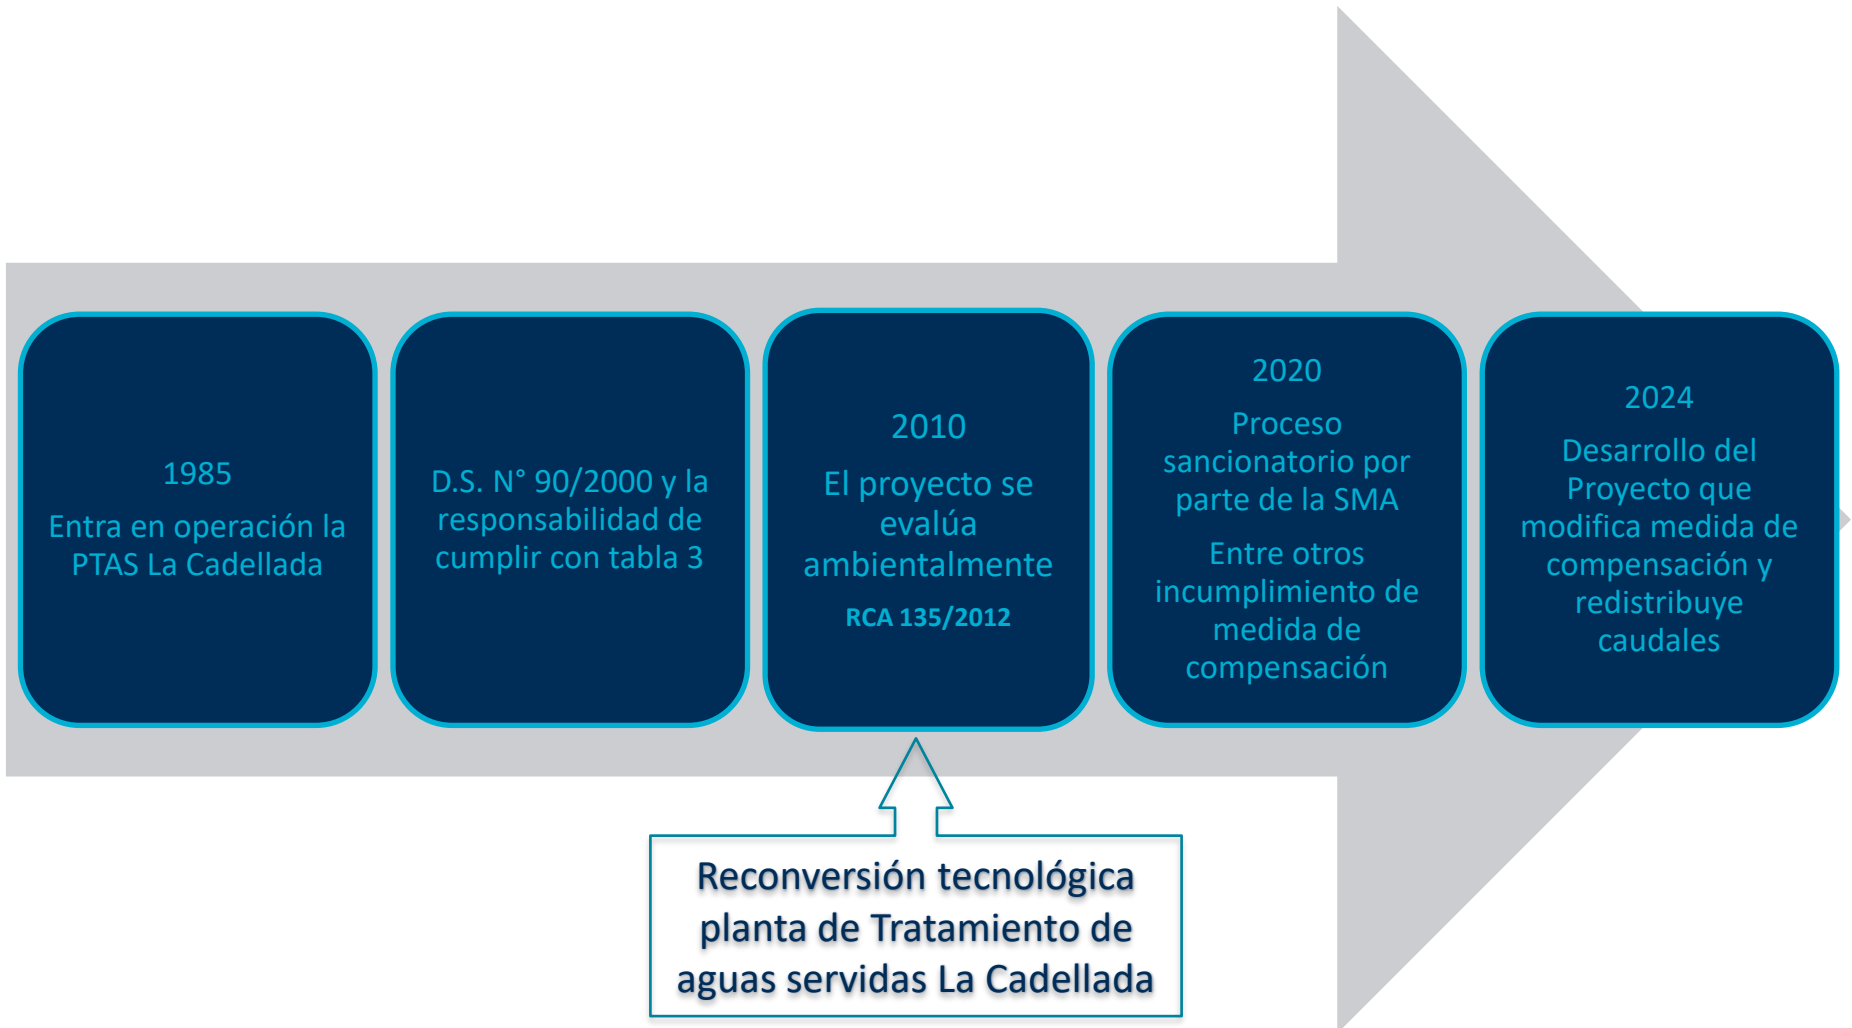 1985
Entra en operación la
PTAS La Cadellada
D.S. N° 90/2000 y la
responsabilidad de
cumplir con tabla 3
2010
El proyecto se
evalúa
ambientalmente
RCA 135/2012
2020
Proceso
sancionatorio por
parte de la SMA
Entre otros
incumplimiento de
medida de
compensación
2024
Desarrollo del
Proyecto que
modifica medida de
compensación y
redistribuye
caudales
Reconversión tecnológica
planta de Tratamiento de
aguas servidas La Cadellada